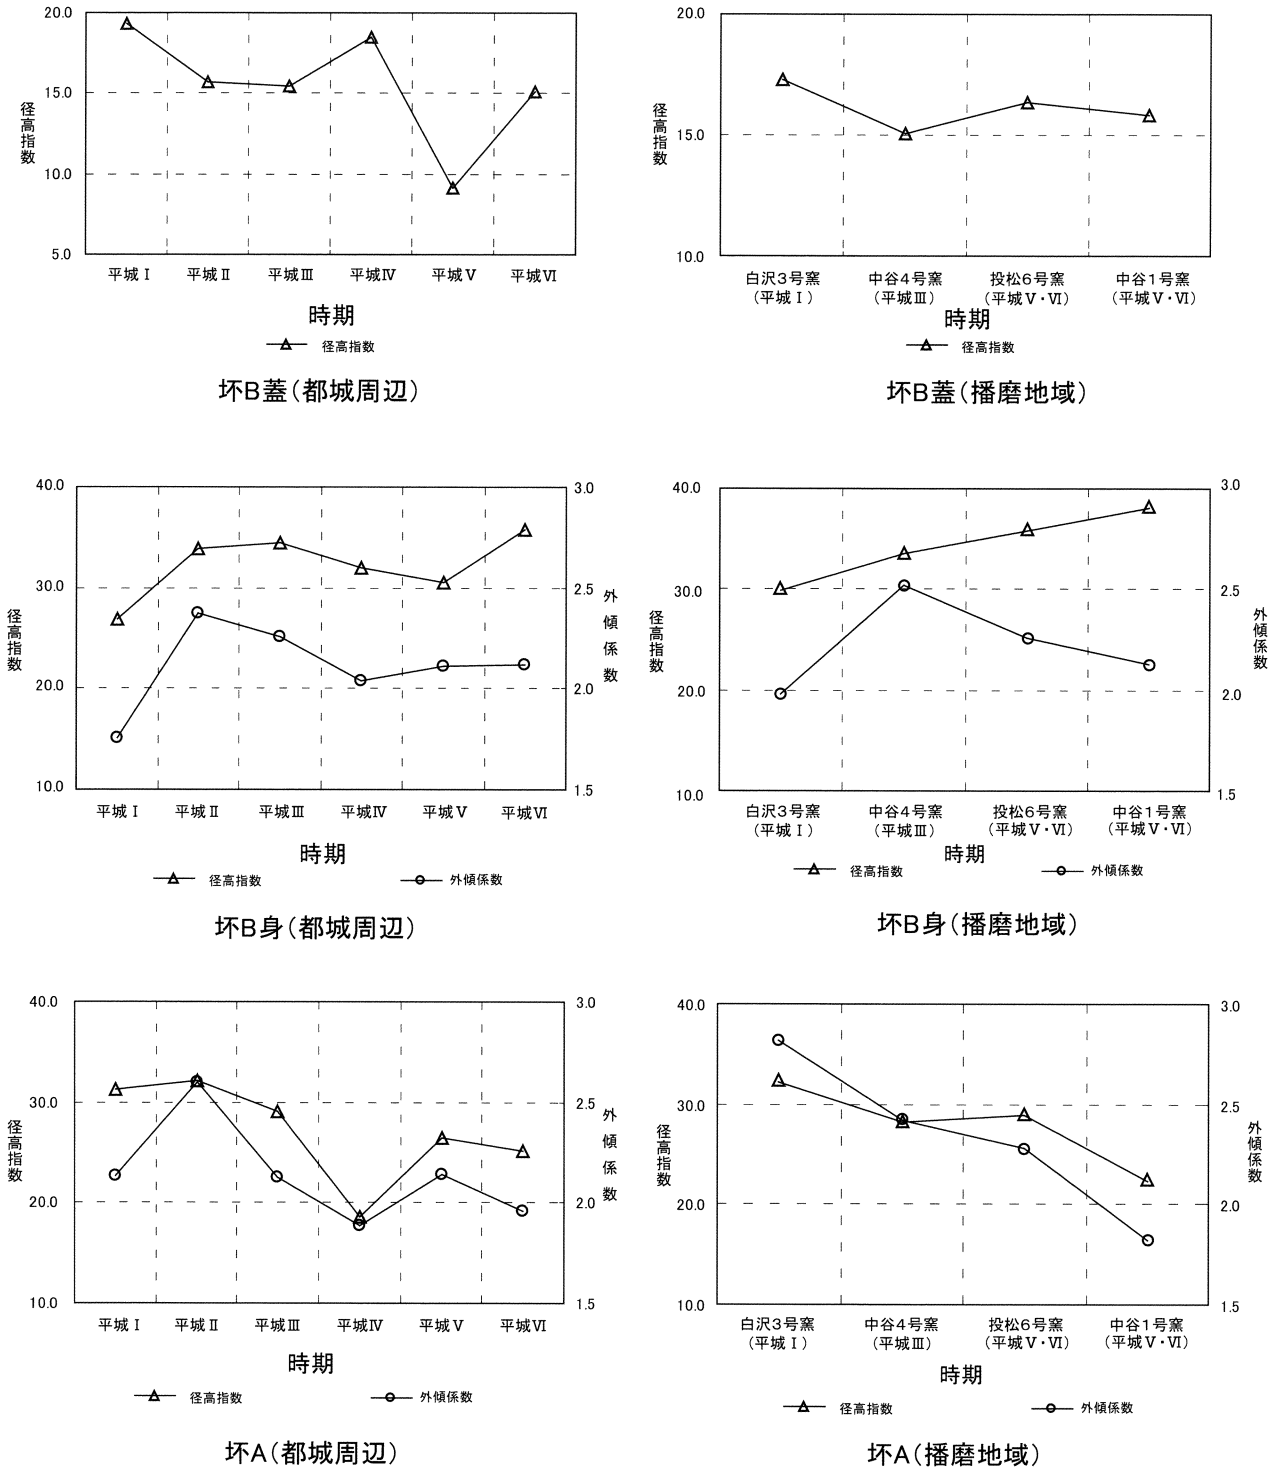 20.0
15.0
10.0
5.0
径高指数
平城Ⅰ 平城Ⅱ 平城Ⅲ 平城Ⅳ 平城Ⅴ 平城Ⅵ
時期
径高指数
坏B蓋(都城周辺)
20.0
15.0
10.0
径高指数
白沢3号窯 中谷4号窯 投松6号窯 中谷1号窯
(平城Ⅰ) (平城Ⅲ) (平城Ⅴ・Ⅵ) (平城Ⅴ・Ⅵ)
時期
径高指数
坏B蓋(播磨地域)
40.0
30.0
20.0
10.0
径高指数
3.0
2.5
2.0
1.5
外傾係数
平城Ⅰ 平城Ⅱ 平城Ⅲ 平城Ⅳ 平城Ⅴ 平城Ⅵ
時期
径高指数 外傾係数
坏B身(都城周辺)
40.0
30.0
20.0
10.0
径高指数
3.0
2.5
2.0
1.5
外傾係数
白沢3号窯 中谷4号窯 投松6号窯 中谷1号窯
(平城Ⅰ) (平城Ⅲ) (平城Ⅴ・Ⅵ) (平城Ⅴ・Ⅵ)
時期
径高指数 外傾係数
坏B身(播磨地域)
40.0
30.0
20.0
10.0
径高指数
3.0
2.5
2.0
1.5
外傾係数
平城Ⅰ 平城Ⅱ 平城Ⅲ 平城Ⅳ 平城Ⅴ 平城Ⅵ
時期
径高指数 外傾係数
坏A(都城周辺)
40.0
30.0
20.0
10.0
径高指数
3.0
2.5
2.0
1.5
外傾係数
白沢3号窯 中谷4号窯 投松6号窯 中谷1号窯
(平城Ⅰ) (平城Ⅲ) (平城Ⅴ・Ⅵ) (平城Ⅴ・Ⅵ)
時期
径高指数 外傾係数
坏A(播磨地域)